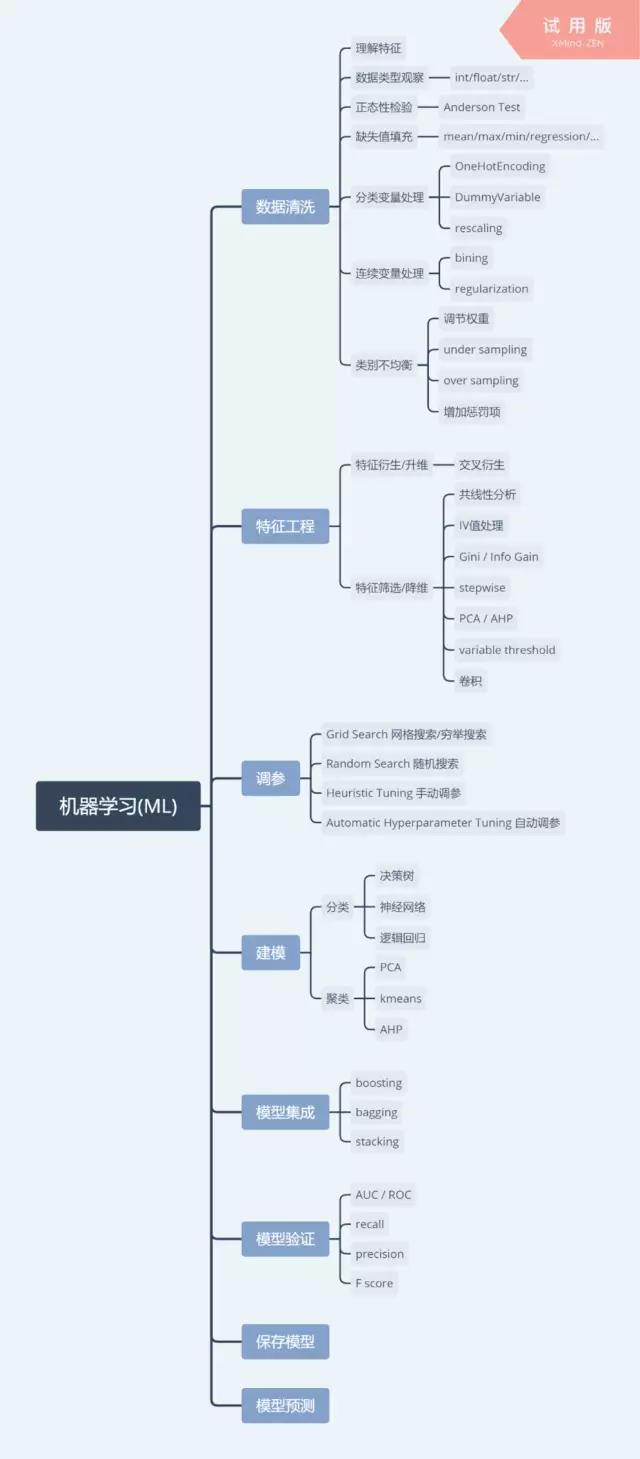 试用版
XMind: ZEN
机器学习(ML)
数据清洗
理解特征
数据类型观察
int/float/str/...
正态性检验
Anderson Test
缺失值填充
mean/max/min/regression/...
分类变量处理
OneHotEncoding
DummyVariable
rescaling
连续变量处理
bining
regularization
类别不均衡
调节权重
under sampling
over sampling
增加惩罚项
特征工程
特征衍生/升维
交叉衍生
特征筛选/降维
共线性分析
IV值处理
Gini / Info Gain
stepwise
PCA / AHP
variable threshold
卷积
调参
Grid Search 网格搜索/穷举搜索
Random Search 随机搜索
Heuristic Tuning 手动调参
Automatic Hyperparameter Tuning 自动调参
建模
分类
决策树
神经网络
逻辑回归
聚类
PCA
kmeans
AHP
模型集成
boosting
bagging
stacking
模型验证
AUC / ROC
recall
precision
F score
保存模型
模型预测